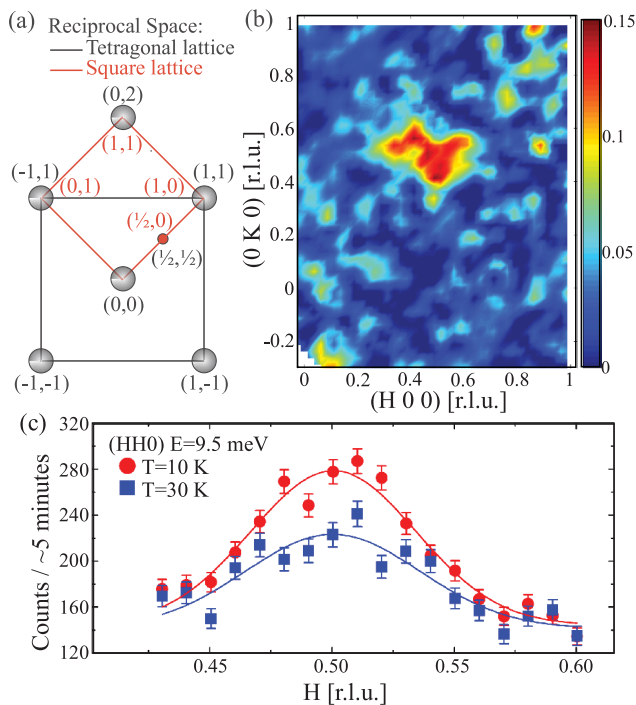 (a)
Reciprocal Space:
Tetragonal lattice
Square lattice
(0,2)
(1,1)
(-1,1)
(1,1)
(0,1)
(1,0)
(½,0)
(½,½)
(0,0)
(-1,-1)
(1,-1)
(b)
1
0.8
0.6
0.4
0.2
0
-0.2
(0 K 0) [r.l.u.]
0
0.2
0.4
0.6
0.8
1
(H 0 0) [r.l.u.]
0.15
0.10
0.05
0
(c)
(HH0) E=9.5 meV
T=10 K
T=30 K
320
280
240
200
160
120
Counts / ~5 minutes
0.45
0.50
0.55
0.60
H [r.l.u.]